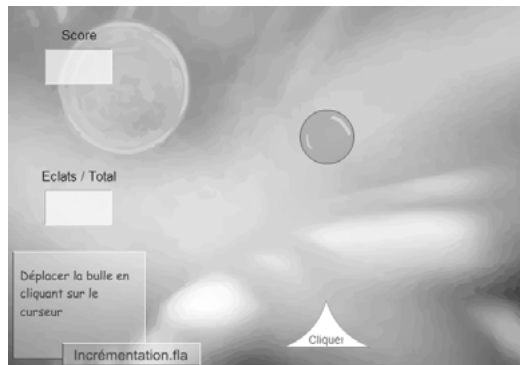 Score
Eclats / Total
Déplacer la bulle en
cliquant sur le
curseur
Cliquer
Incrémentation.fla